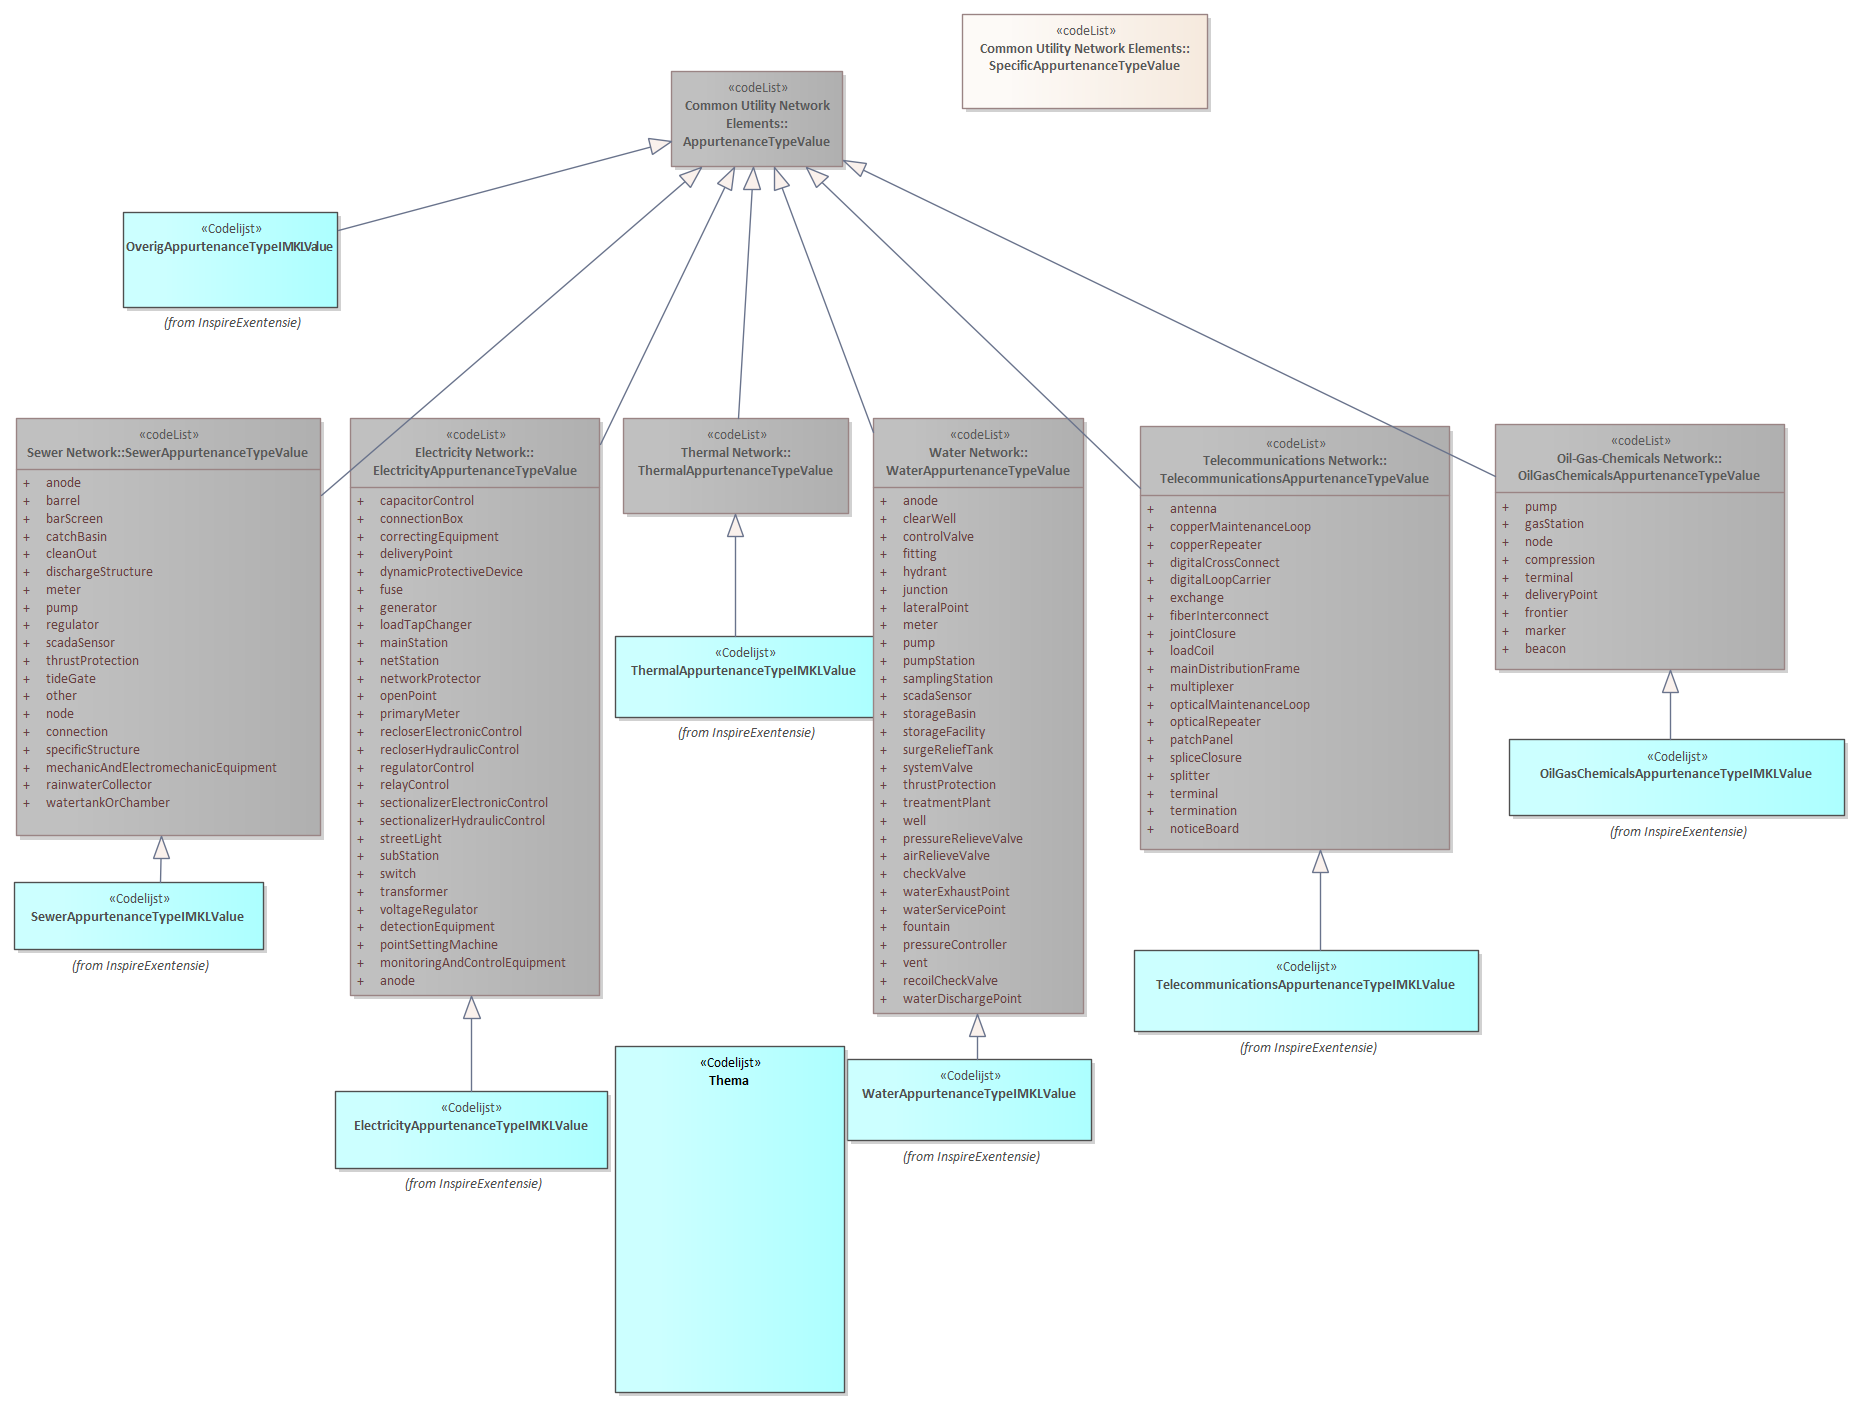 «codeList»
Common Utility Network Elements::
SpecificAppurtenanceTypeValue
«codeList»
Common Utility Network
Elements::
AppurtenanceTypeValue
«Codelijst»
OverigAppurtenanceTypeIMKLValue
(from InspireExentensie)
«codeList»
Sewer Network::SewerAppurtenanceTypeValue
+ anode
+ barrel
+ barScreen
+ catchBasin
+ cleanOut
+ dischargeStructure
+ meter
+ pump
+ regulator
+ scadaSensor
+ thrustProtection
+ tideGate
+ other
+ node
+ connection
+ specificStructure
+ mechanicAndElectromechanicEquipment
+ rainwaterCollector
+ watertankOrChamber
«Codelijst»
SewerAppurtenanceTypeIMKLValue
(from InspireExentensie)
«codeList»
Electricity Network::
ElectricityAppurtenanceTypeValue
+ capacitorControl
+ connectionBox
+ correctingEquipment
+ deliveryPoint
+ dynamicProtectiveDevice
+ fuse
+ generator
+ loadTapChanger
+ mainStation
+ netStation
+ networkProtector
+ openPoint
+ primaryMeter
+ recloserElectronicControl
+ recloserHydraulicControl
+ regulatorControl
+ relayControl
+ sectionalizerElectronicControl
+ sectionalizerHydraulicControl
+ streetLight
+ subStation
+ switch
+ transformer
+ voltageRegulator
+ detectionEquipment
+ pointSettingMachine
+ monitoringAndControlEquipment
+ anode
«Codelijst»
ElectricityAppurtenanceTypeIMKLValue
(from InspireExentensie)
«codeList»
Thermal Network::
ThermalAppurtenanceTypeValue
«Codelijst»
ThermalAppurtenanceTypeIMKLValue
(from InspireExentensie)
«Codelijst»
Thema
«codeList»
Water Network::
WaterAppurtenanceTypeValue
+ anode
+ clearWell
+ controlValve
+ fitting
+ hydrant
+ junction
+ lateralPoint
+ meter
+ pump
+ pumpStation
+ samplingStation
+ scadaSensor
+ storageBasin
+ storageFacility
+ surgeReliefTank
+ systemValve
+ thrustProtection
+ treatmentPlant
+ well
+ pressureRelieveValve
+ airRelieveValve
+ checkValve
+ waterExhaustPoint
+ waterServicePoint
+ fountain
+ pressureController
+ vent
+ recoilCheckValve
+ waterDischargePoint
«Codelijst»
WaterAppurtenanceTypeIMKLValue
(from InspireExentensie)
«codeList»
Telecommunications Network::
TelecommunicationsAppurtenanceTypeValue
+ antenna
+ copperMaintenanceLoop
+ copperRepeater
+ digitalCrossConnect
+ digitalLoopCarrier
+ exchange
+ fiberInterconnect
+ jointClosure
+ loadCoil
+ mainDistributionFrame
+ multiplexer
+ opticalMaintenanceLoop
+ opticalRepeater
+ patchPanel
+ spliceClosure
+ splitter
+ terminal
+ termination
+ noticeBoard
«Codelijst»
TelecommunicationsAppurtenanceTypeIMKLValue
(from InspireExentensie)
«codeList»
Oil-Gas-Chemicals Network::
OilGasChemicalsAppurtenanceTypeValue
+ pump
+ gasStation
+ node
+ compression
+ terminal
+ deliveryPoint
+ frontier
+ marker
+ beacon
«Codelijst»
OilGasChemicalsAppurtenanceTypeIMKLValue
(from InspireExentensie)